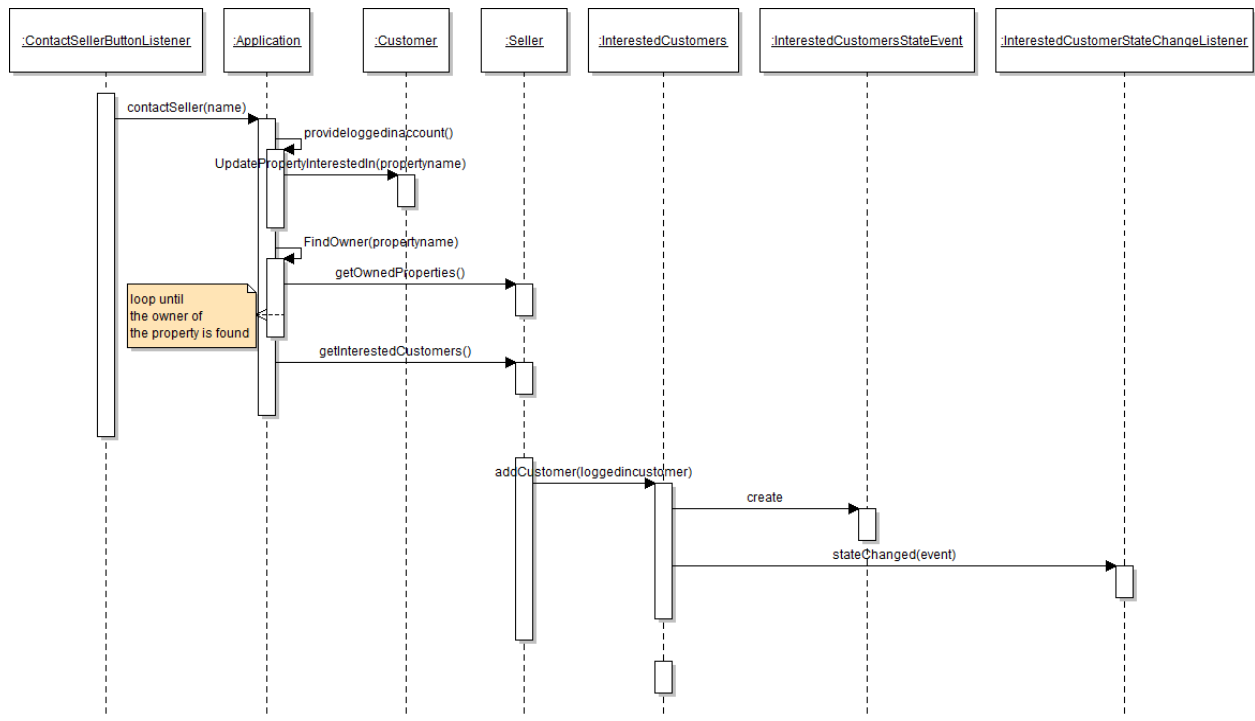 :ContactSellerButtonListener
:Application
:Customer
:Seller
:InterestedCustomers
:InterestedCustomersStateEvent
:InterestedCustomerStateChangeListener
contactSeller(name)
provideloggedinaccount()
UpdatePropertyInterestedIn(propertyname)
FindOwner(propertyname)
getOwnedProperties()
loop until
the owner of
the property is found
getInterestedCustomers()
addCustomer(loggedincustomer)
create
stateChanged(event)